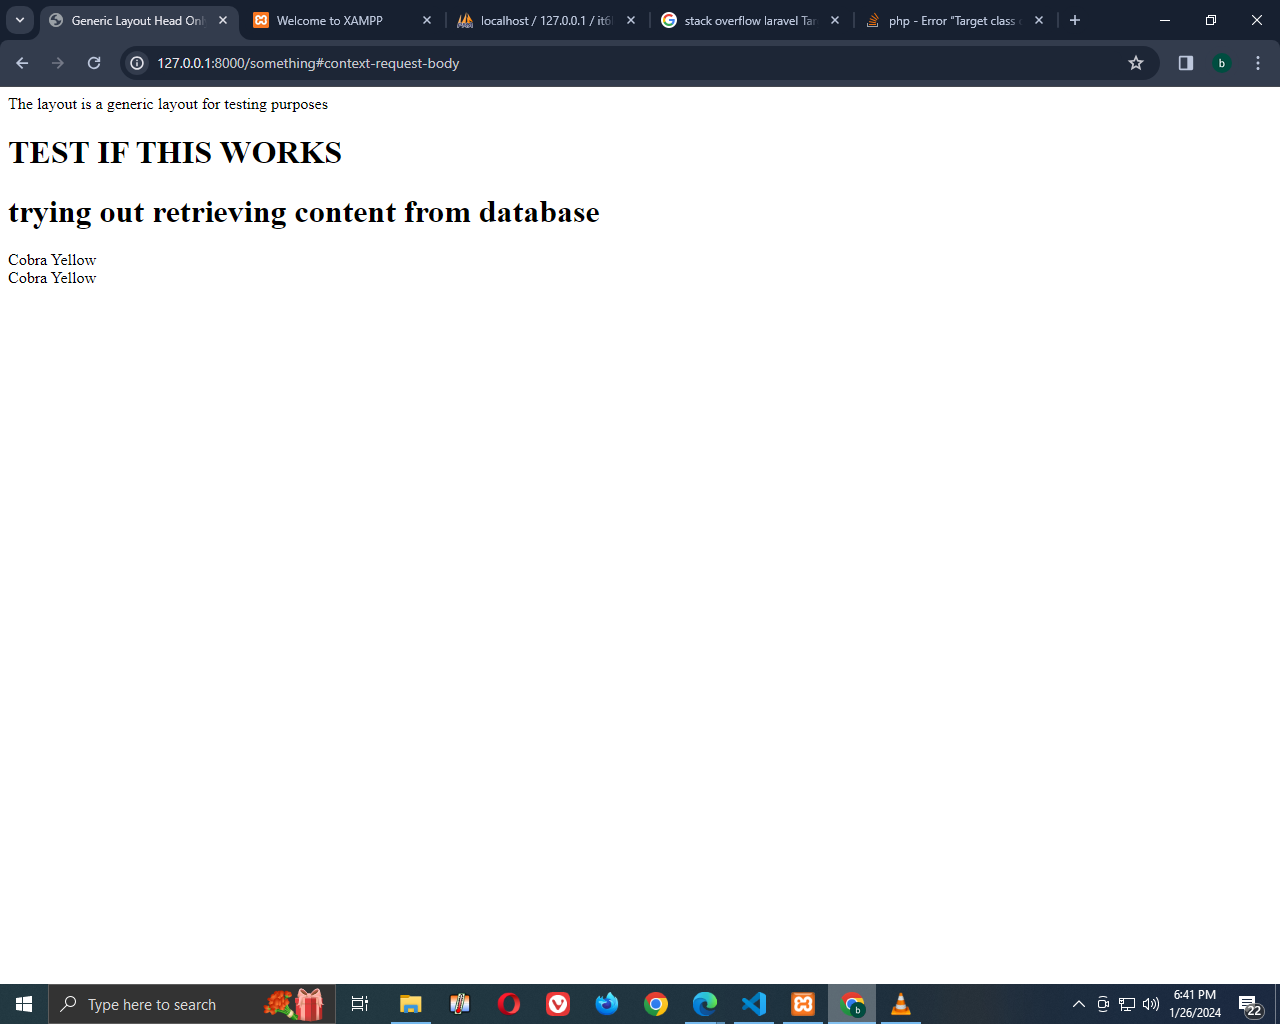 Generic Layout Head Onl
Welcome to XAMPP
localhost / 127.0.0.1 / it6
stack overflow laravel Tar
php - Error "Target class
127.0.0.1:8000/something#context-request-body
b
The layout is a generic layout for testing purposes
TEST IF THIS WORKS
trying out retrieving content from database
Cobra Yellow
Cobra Yellow
Type here to search
b
6:41 PM
1/26/2024
22